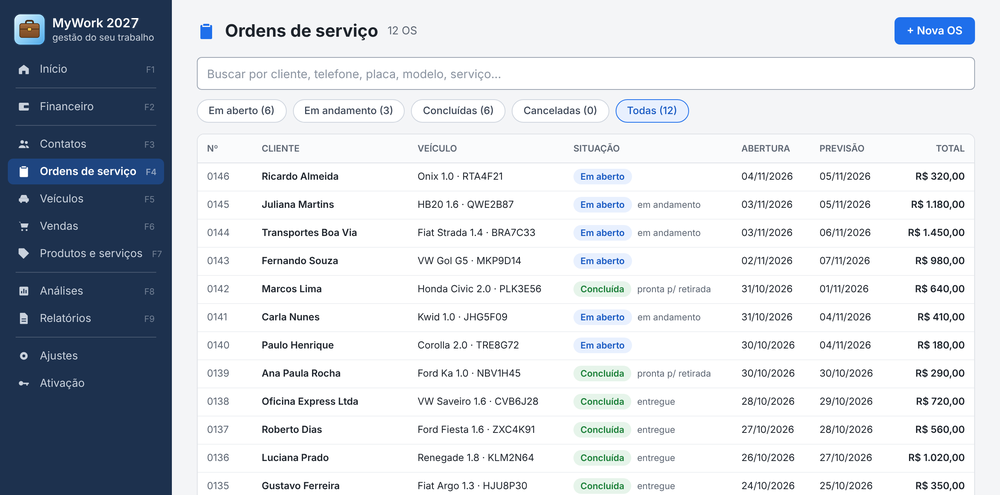 MyWork 2027
gestão do seu trabalho
Início F1
Financeiro F2
Contatos F3
Ordens de serviço F4
Veículos F5
Vendas F6
Produtos e serviços F7
Análises F8
Relatórios F9
Ajustes
Ativação
Ordens de serviço 12 OS
+ Nova OS
Buscar por cliente, telefone, placa, modelo, serviço...
Em aberto (6) Em andamento (3) Concluídas (6) Canceladas (0) Todas (12)
Nº CLIENTE VEÍCULO SITUAÇÃO ABERTURA PREVISÃO TOTAL
0146 Ricardo Almeida Onix 1.0 · RTA4F21 Em aberto 04/11/2026 05/11/2026 R$ 320,00
0145 Juliana Martins HB20 1.6 · QWE2B87 Em aberto em andamento 03/11/2026 05/11/2026 R$ 1.180,00
0144 Transportes Boa Via Fiat Strada 1.4 · BRA7C33 Em aberto em andamento 03/11/2026 06/11/2026 R$ 1.450,00
0143 Fernando Souza VW Gol G5 · MKP9D14 Em aberto 02/11/2026 07/11/2026 R$ 980,00
0142 Marcos Lima Honda Civic 2.0 · PLK3E56 Concluída pronta p/ retirada 31/10/2026 01/11/2026 R$ 640,00
0141 Carla Nunes Kwid 1.0 · JHG5F09 Em aberto em andamento 31/10/2026 04/11/2026 R$ 410,00
0140 Paulo Henrique Corolla 2.0 · TRE8G72 Em aberto 30/10/2026 04/11/2026 R$ 180,00
0139 Ana Paula Rocha Ford Ka 1.0 · NBV1H45 Concluída pronta p/ retirada 30/10/2026 30/10/2026 R$ 290,00
0138 Oficina Express Ltda VW Saveiro 1.6 · CVB6J28 Concluída entregue 28/10/2026 29/10/2026 R$ 720,00
0137 Roberto Dias Ford Fiesta 1.6 · ZXC4K91 Concluída entregue 27/10/2026 28/10/2026 R$ 560,00
0136 Luciana Prado Renegade 1.8 · KLM2N64 Concluída entregue 26/10/2026 27/10/2026 R$ 1.020,00
0135 Gustavo Ferreira Fiat Argo 1.3 · HJU8P30 Concluída entregue 24/10/2026 25/10/2026 R$ 350,00